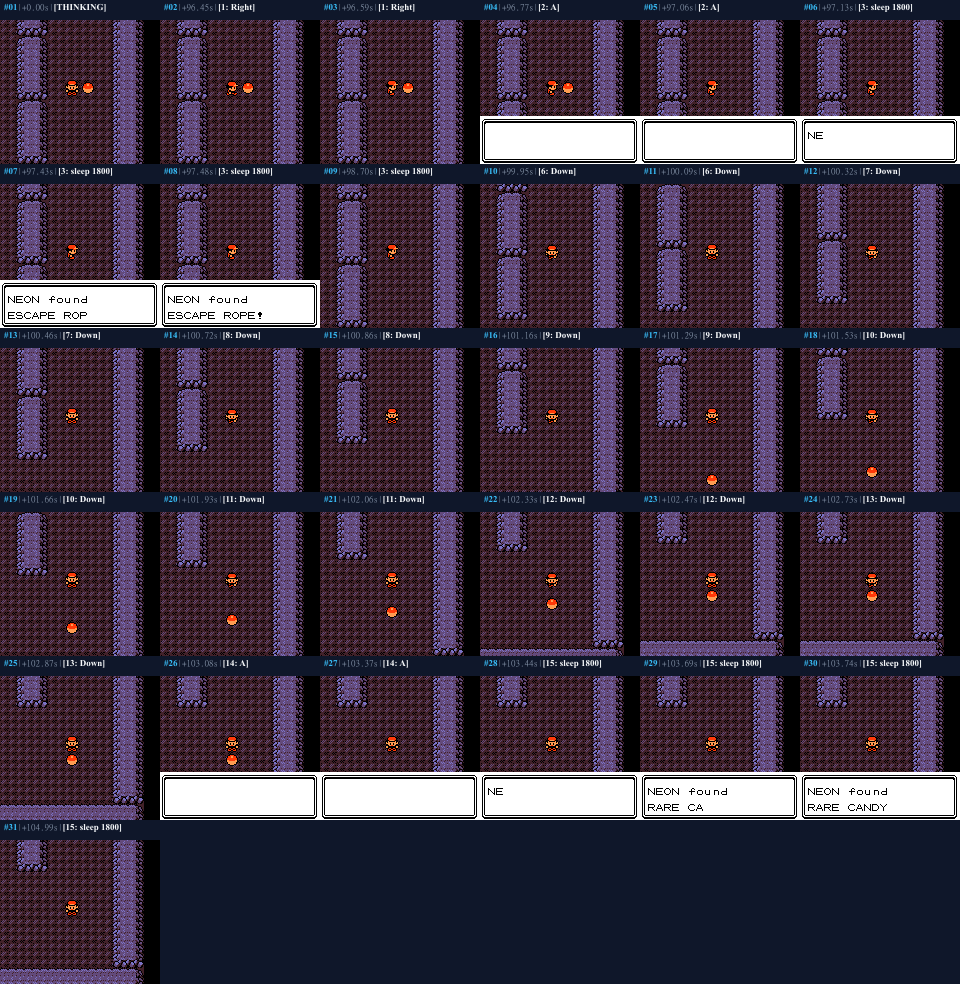 #01|+0.00s|[THINKING]
#02|+96.45s|[1: Right]
#03|+96.59s|[1: Right]
#04|+96.77s|[2: A]
#05|+97.06s|[2: A]
#06|+97.13s|[3: sleep 1800]
NE
#07|+97.43s|[3: sleep 1800]
#08|+97.48s|[3: sleep 1800]
#09|+98.70s|[3: sleep 1800]
#10|+99.95s|[6: Down]
#11|+100.09s|[6: Down]
#12|+100.32s|[7: Down]
NEON found
ESCAPE ROP
NEON found
ESCAPE ROPE!
#13|+100.46s|[7: Down]
#14|+100.72s|[8: Down]
#15|+100.86s|[8: Down]
#16|+101.16s|[9: Down]
#17|+101.29s|[9: Down]
#18|+101.53s|[10: Down]
#19|+101.66s|[10: Down]
#20|+101.93s|[11: Down]
#21|+102.06s|[11: Down]
#22|+102.33s|[12: Down]
#23|+102.47s|[12: Down]
#24|+102.73s|[13: Down]
#25|+102.87s|[13: Down]
#26|+103.08s|[14: A]
#27|+103.37s|[14: A]
#28|+103.44s|[15: sleep 1800]
#29|+103.69s|[15: sleep 1800]
#30|+103.74s|[15: sleep 1800]
NE
NEON found
RARE CA
NEON found
RARE CANDY
#31|+104.99s|[15: sleep 1800]